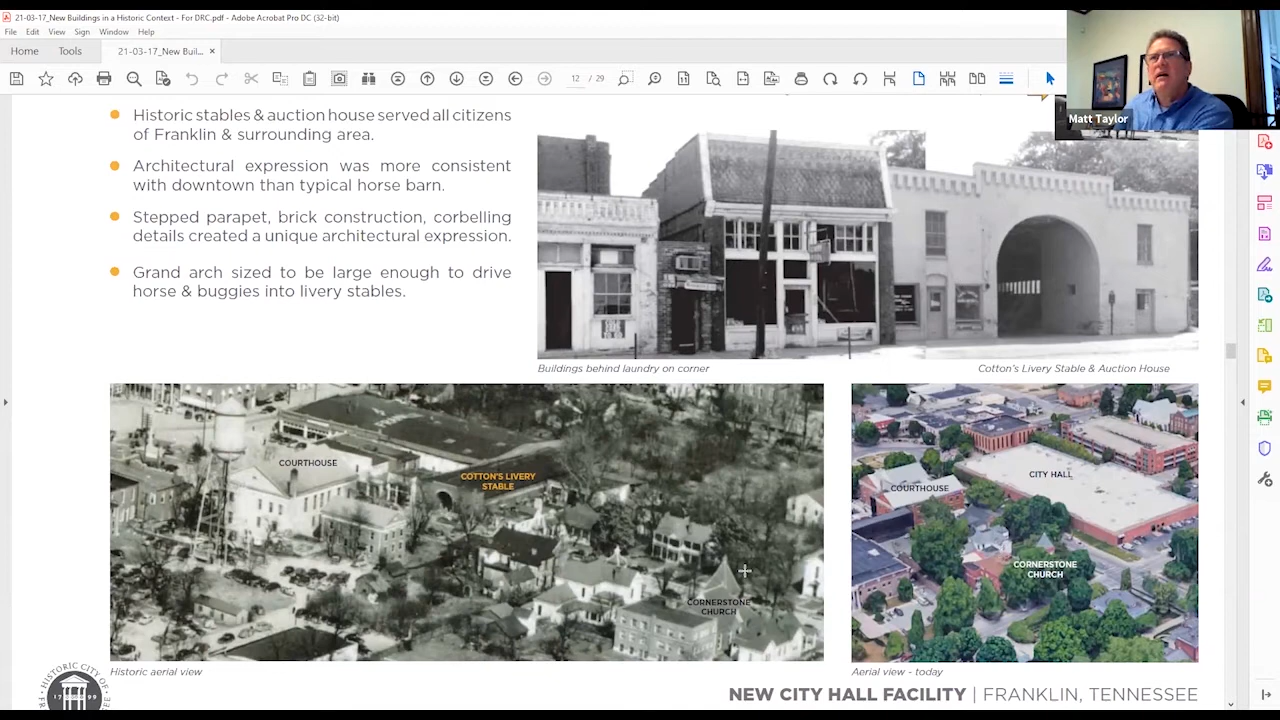 21-03-17_New Buildings in a Historic Context - For DRC.pdf - Adobe Acrobat Pro DC (32-bit)
File Edit View Sign Window Help
Home Tools 21-03-17_New Buil... ×
12 / 29
Matt Taylor
Historic stables & auction house served all citizens
of Franklin & surrounding area.
Architectural expression was more consistent
with downtown than typical horse barn.
Stepped parapet, brick construction, corbelling
details created a unique architectural expression.
Grand arch sized to be large enough to drive
horse & buggies into livery stables.
Buildings behind laundry on corner
Cotton's Livery Stable & Auction House
COURTHOUSE
COTTON'S LIVERY
STABLE
CORNERSTONE
CHURCH
COURTHOUSE
CITY HALL
CORNERSTONE
CHURCH
Historic aerial view
Aerial view - today
HISTORIC CITY OF
17 99
NEW CITY HALL FACILITY | FRANKLIN, TENNESSEE